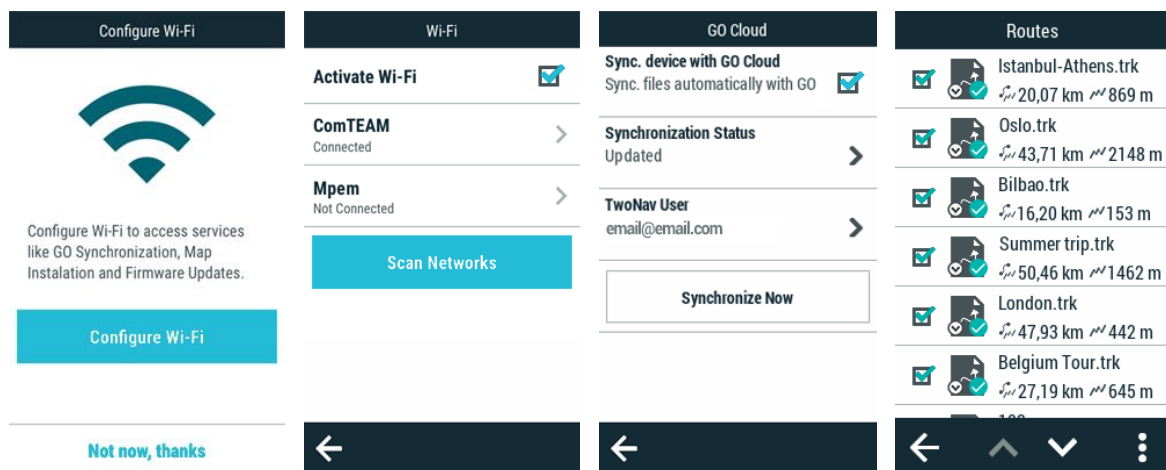 Configure Wi-Fi
Configure Wi-Fi to access services
like GO Synchronization, Map
Instalation and Firmware Updates.
Configure Wi-Fi
Not now, thanks
Wi-Fi
Activate Wi-Fi
ComTEAM
Connected
Mpem
Not Connected
Scan Networks
GO Cloud
Sync. device with GO Cloud
Sync. files automatically with GO
Synchronization Status
Updated
TwoNav User
email@email.com
Synchronize Now
Routes
Istanbul-Athens.trk
20,07 km 869 m
Oslo.trk
43,71 km 2148 m
Bilbao.trk
16,20 km 153 m
Summer trip.trk
50,46 km 1462 m
London.trk
47,93 km 442 m
Belgium Tour.trk
27,19 km 645 m